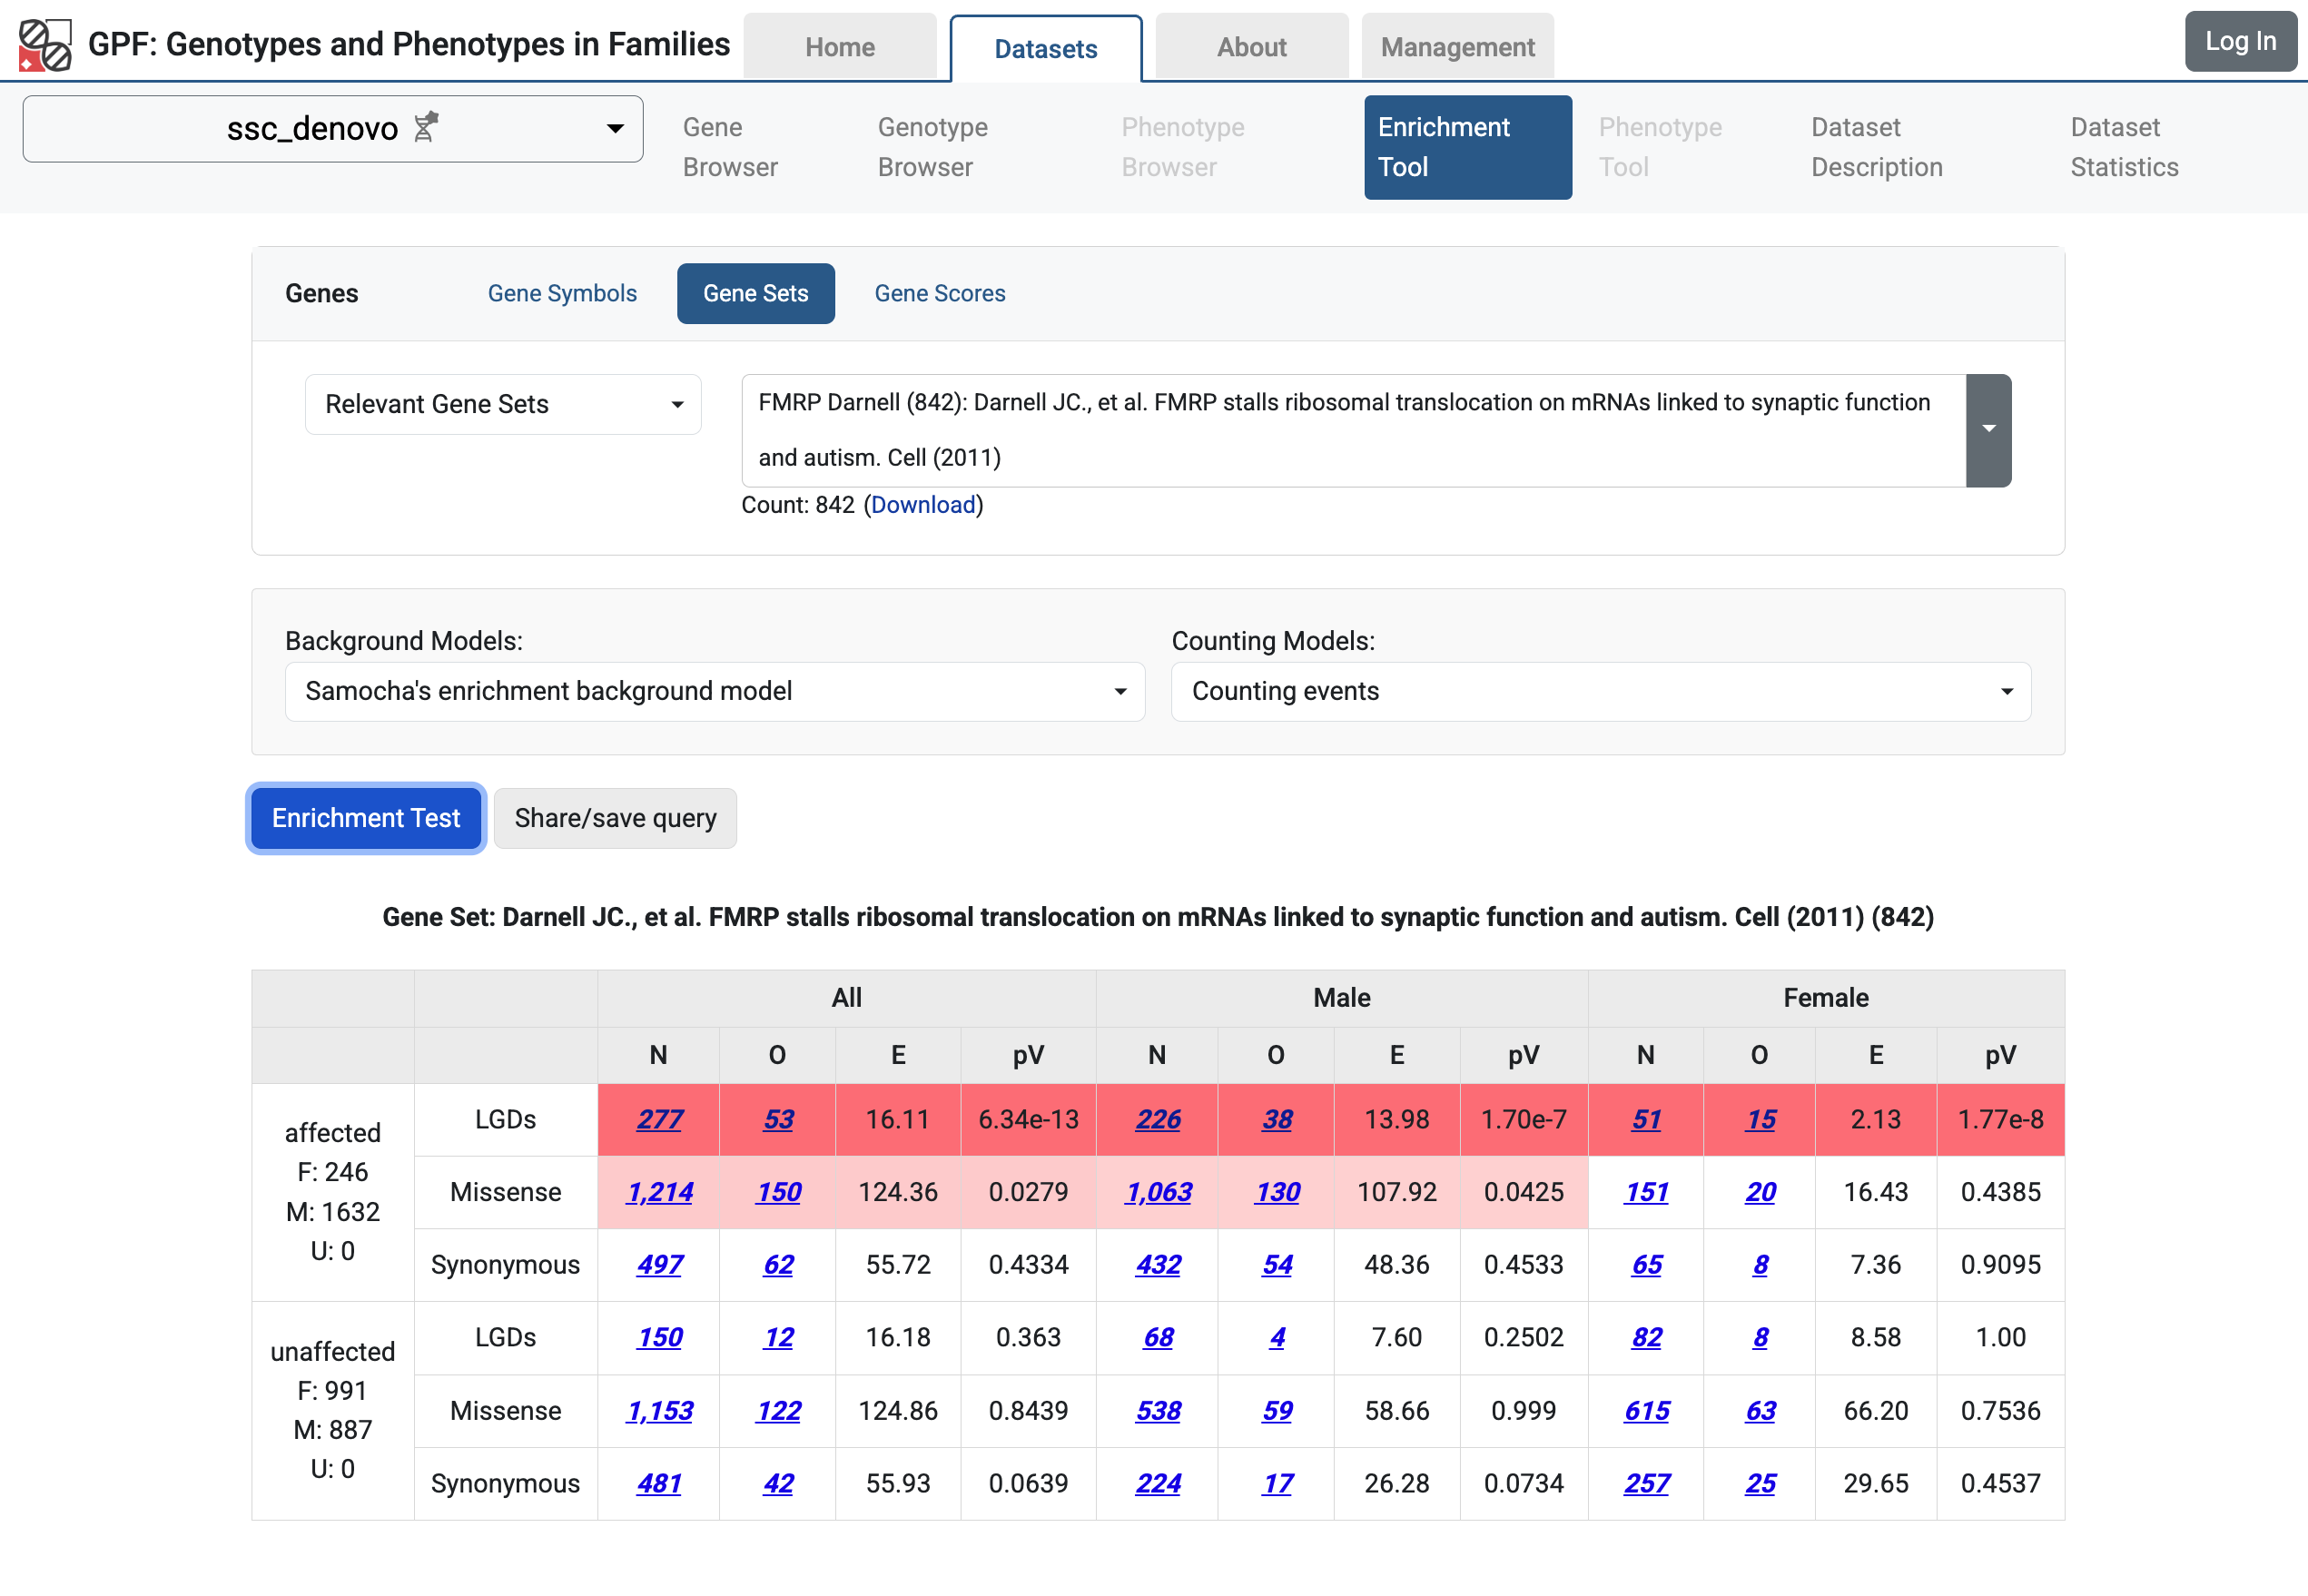 GPF: Genotypes and Phenotypes in Families
Home
Datasets
About
Management
Log In
ssc_denovo
Gene Browser
Genotype Browser
Phenotype Browser
Enrichment Tool
Phenotype Tool
Dataset Description
Dataset Statistics
Genes
Gene Symbols
Gene Sets
Gene Scores
Relevant Gene Sets
FMRP Darnell (842): Darnell JC., et al. FMRP stalls ribosomal translocation on mRNAs linked to synaptic function
and autism. Cell (2011)
Count: 842 (Download)
Background Models:
Samocha's enrichment background model
Counting Models:
Counting events
Enrichment Test
Share/save query
Gene Set: Darnell JC., et al. FMRP stalls ribosomal translocation on mRNAs linked to synaptic function and autism. Cell (2011) (842)
All Male Female
N O E pV N O E pV N O E pV
affected
F: 246
M: 1632
U: 0
LGDs 277 53 16.11 6.34e-13 226 38 13.98 1.70e-7 51 15 2.13 1.77e-8
Missense 1,214 150 124.36 0.0279 1,063 130 107.92 0.0425 151 20 16.43 0.4385
Synonymous 497 62 55.72 0.4334 432 54 48.36 0.4533 65 8 7.36 0.9095
unaffected
F: 991
M: 887
U: 0
LGDs 150 12 16.18 0.363 68 4 7.60 0.2502 82 8 8.58 1.00
Missense 1,153 122 124.86 0.8439 538 59 58.66 0.999 615 63 66.20 0.7536
Synonymous 481 42 55.93 0.0639 224 17 26.28 0.0734 257 25 29.65 0.4537